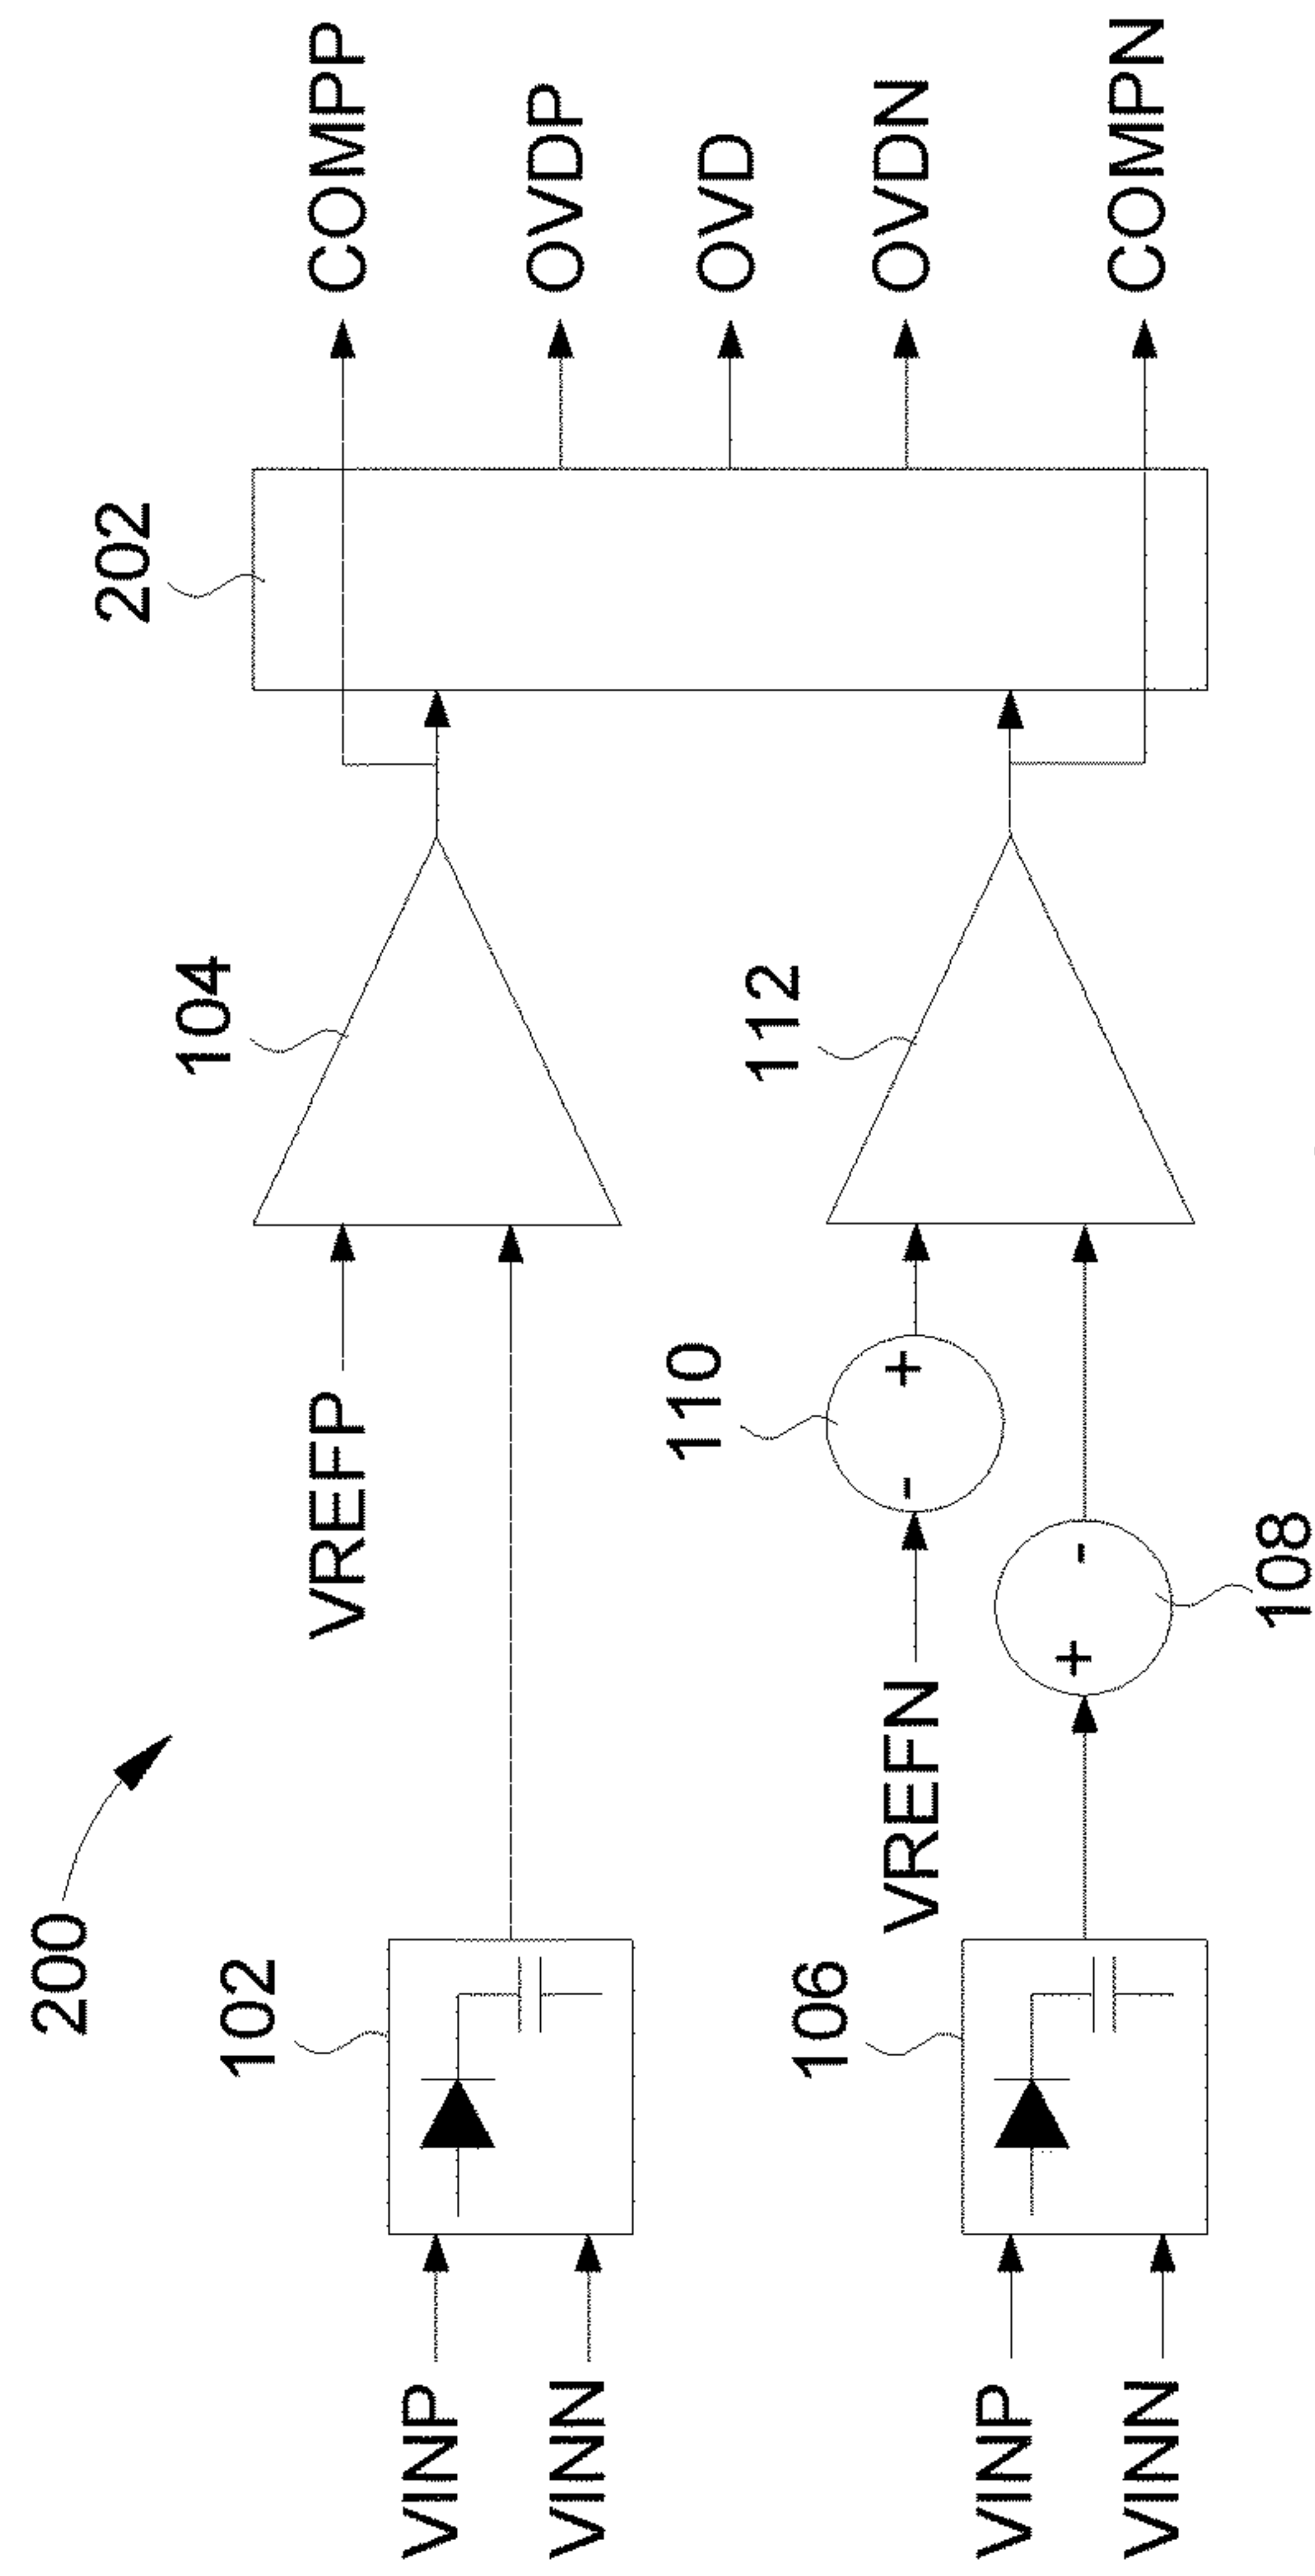 200
202
COMPP
104
VREFP
102
OVDP
VINP
VINN
OVD
112
110
OVDN
VREFN
+
-
106
COMPN
VINP
+
-
VINN
108